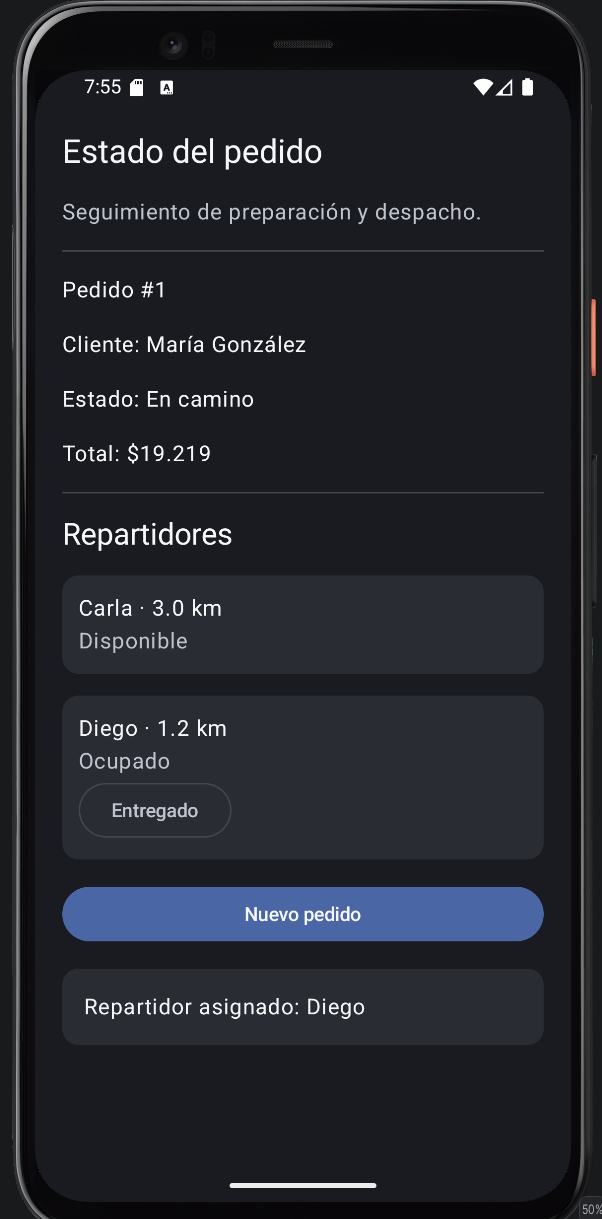 7:55
Estado del pedido
Seguimiento de preparación y despacho.
Pedido #1
Cliente: María González
Estado: En camino
Total: $19.219
Repartidores
Carla · 3.0 km
Disponible
Diego · 1.2 km
Ocupado
Entregado
Nuevo pedido
Repartidor asignado: Diego
50%